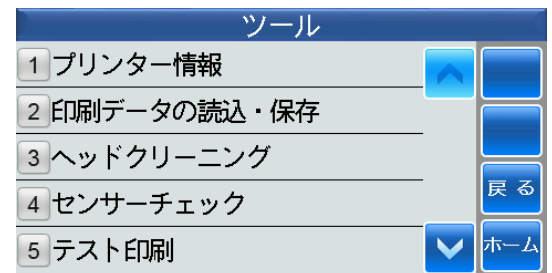 ツール
1 プリンター情報
2 印刷データの読込・保存
3 ヘッドクリーニング
4 センサーチェック
5 テスト印刷
戻る
ホーム